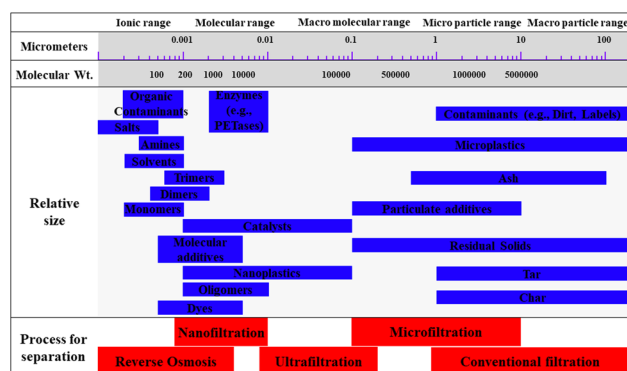 Ionic range Molecular range Macro molecular range Micro particle range Macro particle range
Micrometers 0.001 0.01 0.1 1 10 100
Molecular Wt. 100 200 1000 10000 100000 500000 1000000 5000000
Relative size
Organic Contaminants
Enzymes (e.g., PETases)
Contaminants (e.g., Dirt, Labels)
Salts
Amines
Microplastics
Solvents
Trimers
Ash
Dimers
Monomers
Particulate additives
Catalysts
Molecular additives
Residual Solids
Nanoplastics
Tar
Oligomers
Char
Dyes
Process for separation
Nanofiltration
Microfiltration
Reverse Osmosis
Ultrafiltration
Conventional filtration